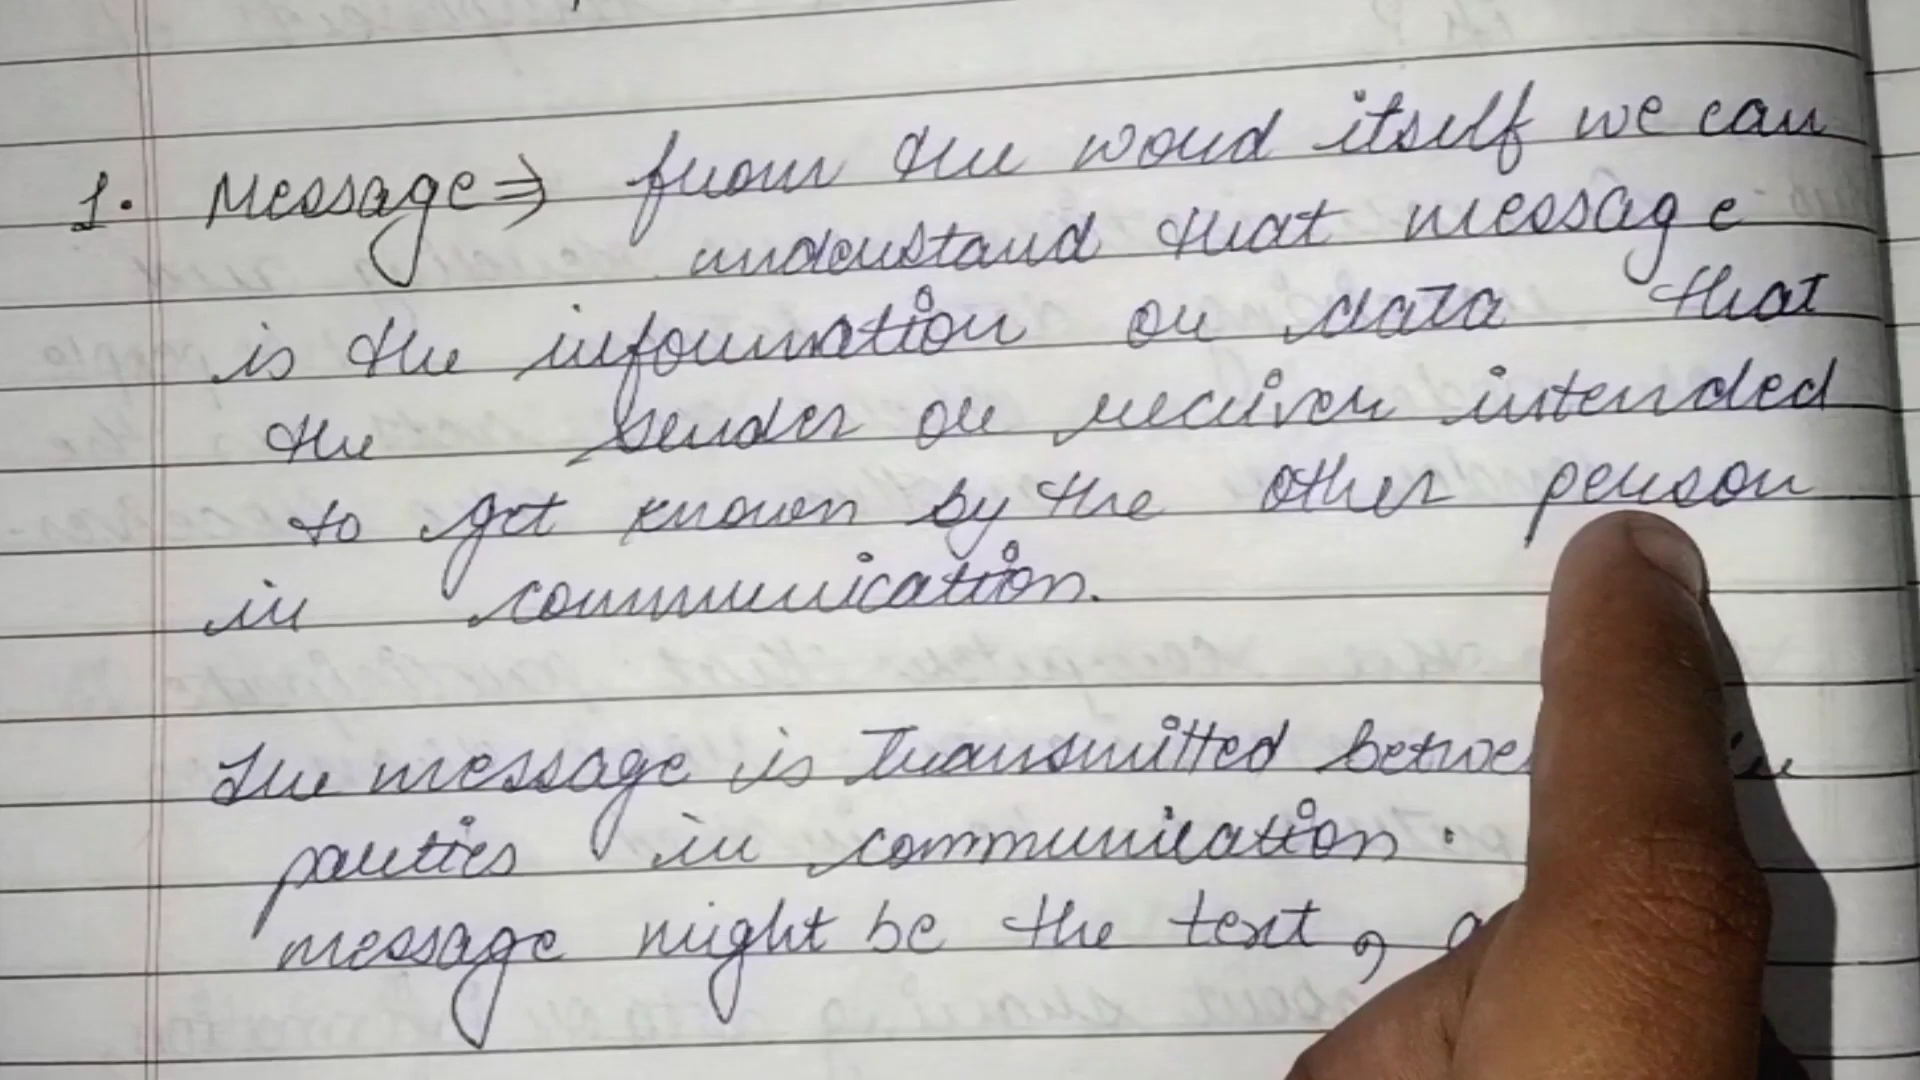 1. Message ⇒ from the word itself we can
understand that message
is the information or data that
the sender or reciver intended
to get known by the other person
in communication.
The message is Transmitted
parties in communication.
message might be the text,